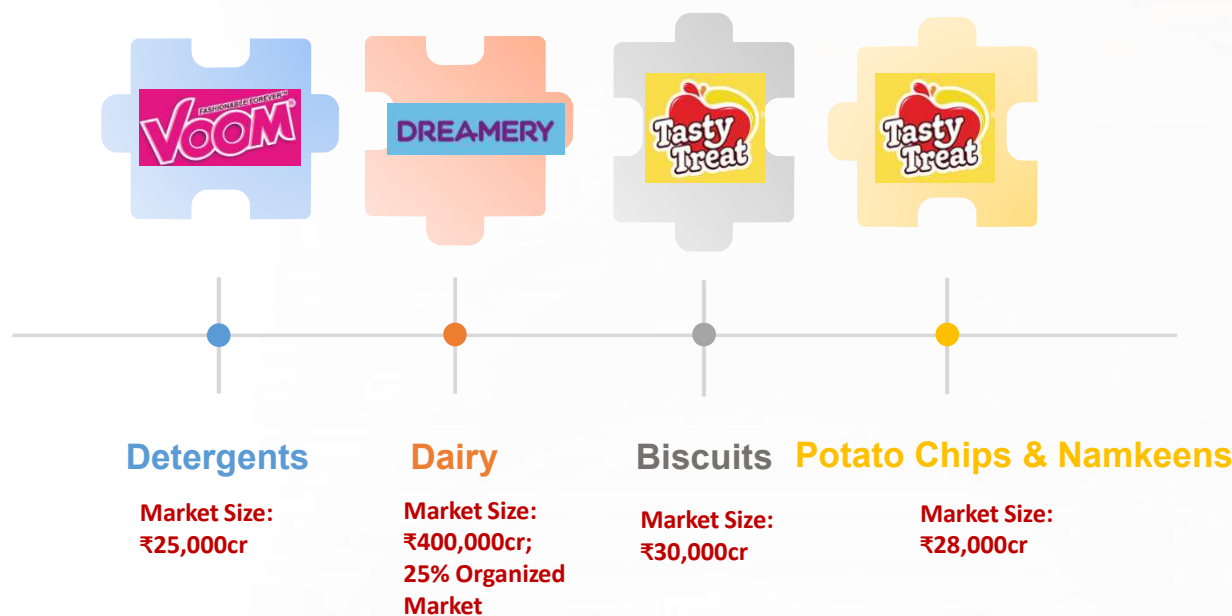 FASHIONABLE FOREVER™
VOOM®
DREAMERY
Tasty
Treat
Tasty
Treat
Detergents
Market Size:
₹25,000cr
Dairy
Market Size:
₹400,000cr;
25% Organized
Market
Biscuits
Market Size:
₹30,000cr
Potato Chips & Namkeens
Market Size:
₹28,000cr